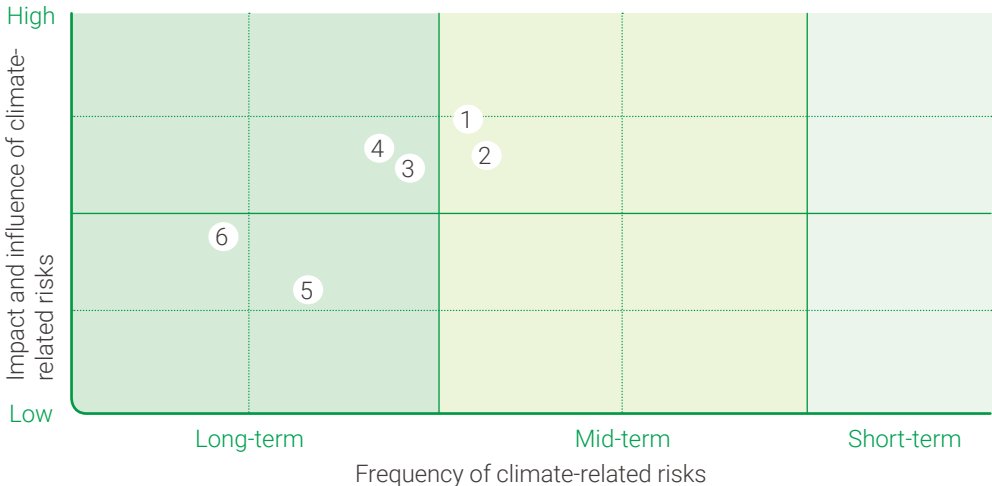 High
Impact and influence of climate-
related risks
1
4
2
3
6
5
Low
Long-term
Mid-term
Short-term
Frequency of climate-related risks